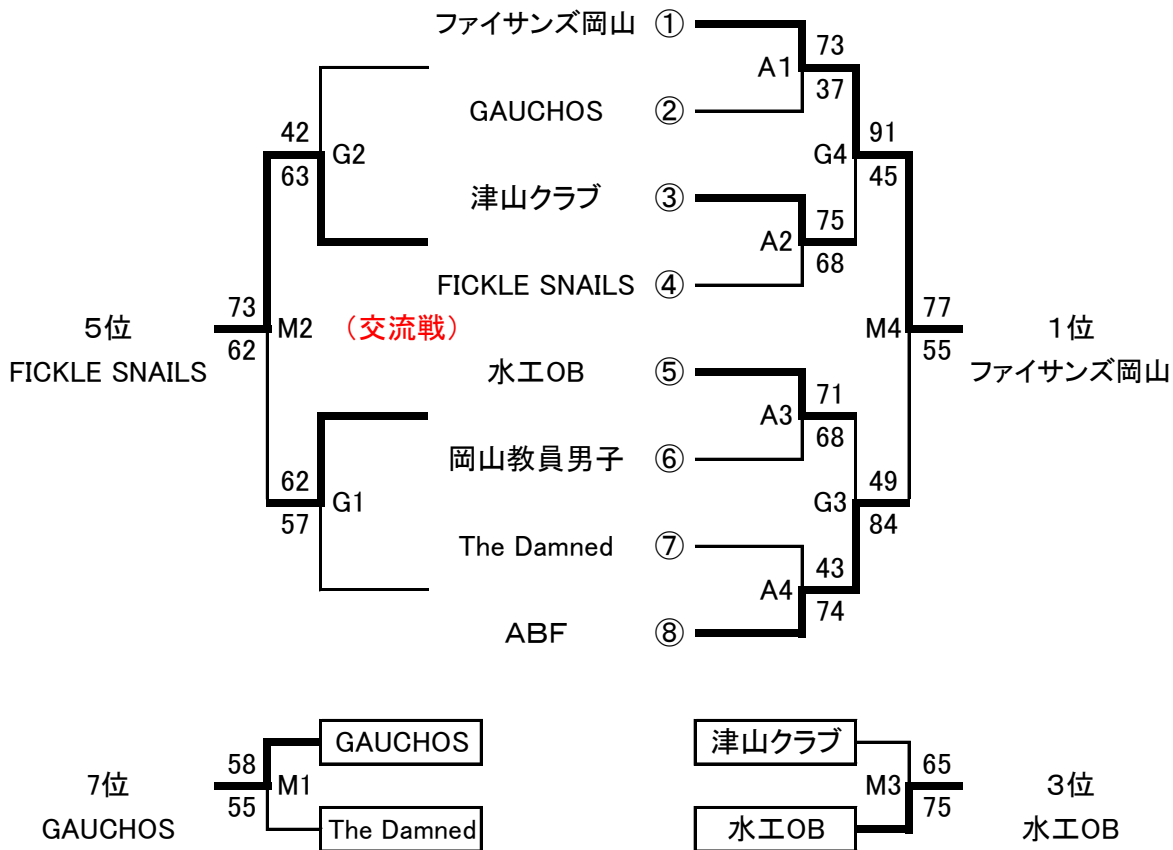 ファイサンズ岡山 ①
73
A1
37
GAUCHOS ②
42
G2
63
91
G4
45
津山クラブ ③
75
A2
68
FICKLE SNAILS ④
73
5位
M2 （交流戦）
62
FICKLE SNAILS
77
M4
1位
55
ファイサンズ岡山
水工OB ⑤
71
A3
68
岡山教員男子 ⑥
62
G1
57
49
G3
84
The Damned ⑦
43
A4
74
ABF ⑧
GAUCHOS
58
7位
M1
55
GAUCHOS
The Damned
津山クラブ
65
M3
3位
75
水工OB
水工OB